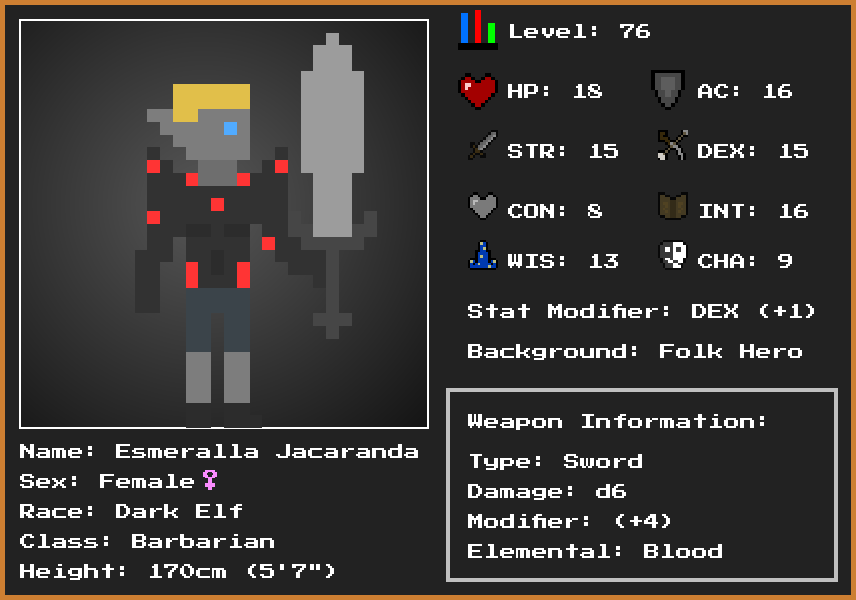 Level: 76
HP: 18 AC: 16
STR: 15 DEX: 15
CON: 8 INT: 16
WIS: 13 CHA: 9
Stat Modifier: DEX (+1)
Background: Folk Hero
Weapon Information:
Type: Sword
Damage: d6
Modifier: (+4)
Elemental: Blood
Name: Esmeralla Jacaranda
Sex: Female♀
Race: Dark Elf
Class: Barbarian
Height: 170cm (5'7")